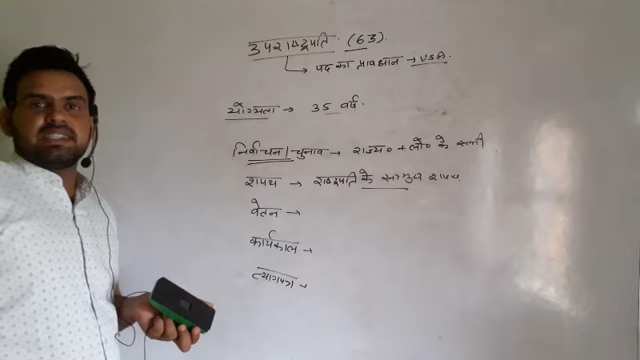 उपराष्ट्रपति (63).
पद का प्रावधान → USA.
योग्यता → 35 वर्ष.
निर्वाचन/चुनाव → राज्य० + लो० के सभी
शपथ → राष्ट्रपति के सम्मुख शपथ.
वेतन →
कार्यकाल →
त्यागपत्र →